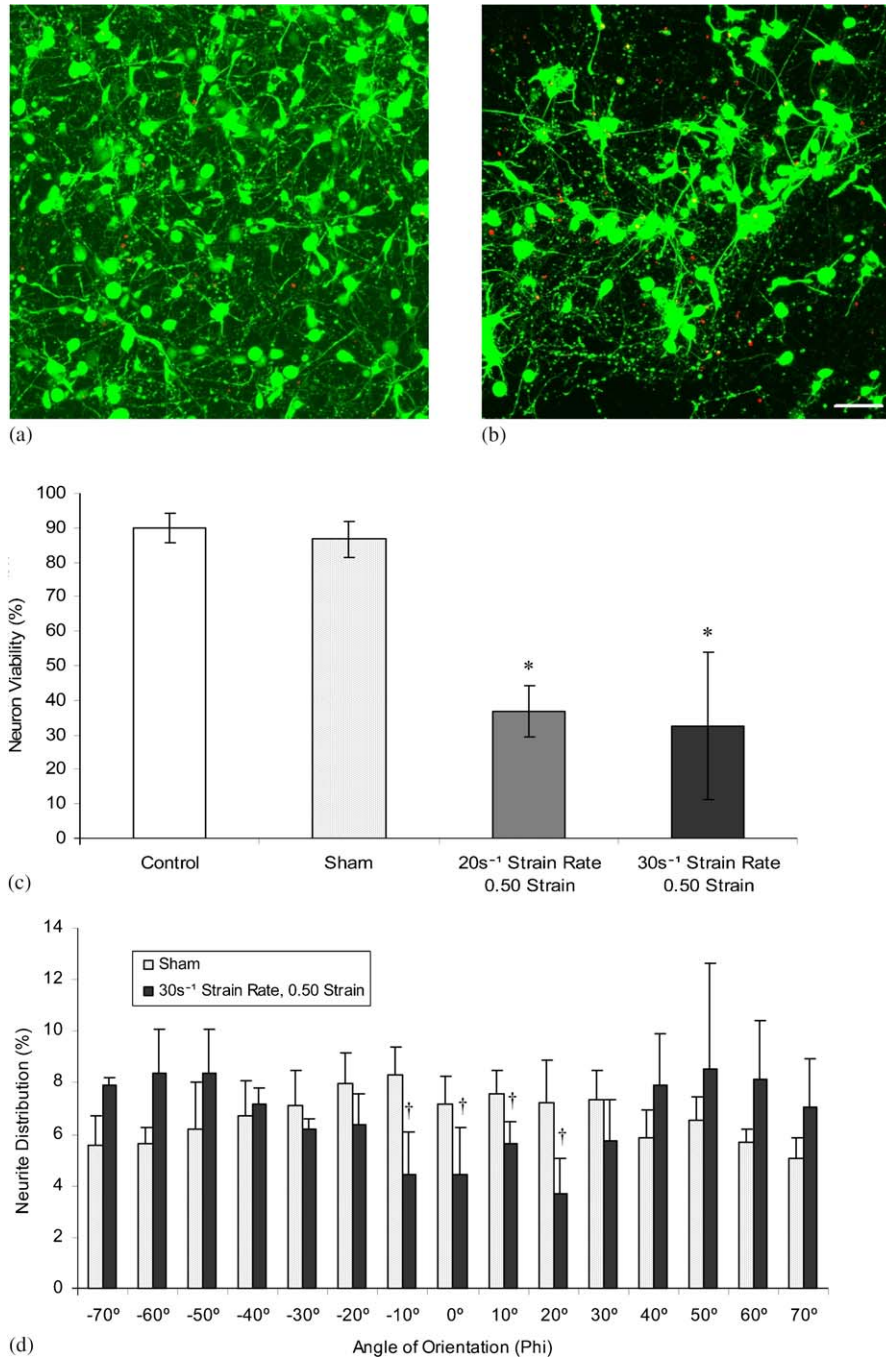 (a)
(b)
100
90
80
70
60
50
40
30
20
10
0
Neuron Viability (%)
*
*
Control
Sham
20s⁻¹ Strain Rate
0.50 Strain
30s⁻¹ Strain Rate
0.50 Strain
(c)
14
12
10
8
6
4
2
0
Neurite Distribution (%)
Sham
30s⁻¹ Strain Rate, 0.50 Strain
†
†
†
†
-70º
-60º
-50º
-40º
-30º
-20º
-10º
0º
10º
20º
30º
40º
50º
60º
70º
Angle of Orientation (Phi)
(d)